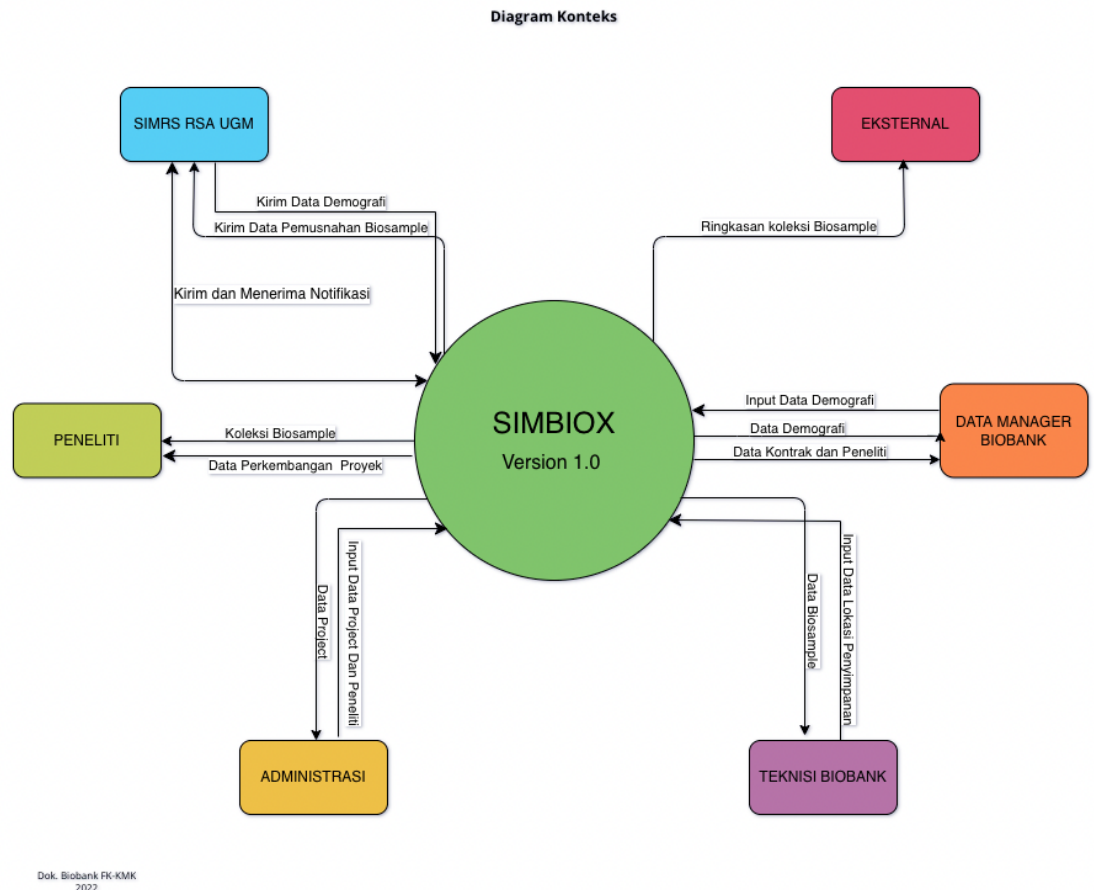 Diagram Konteks
SIMRS RSA UGM
EKSTERNAL
Kirim Data Demografi
Kirim Data Pemusnahan Biosample
Ringkasan koleksi Biosample
Kirim dan Menerima Notifikasi
SIMBIOX
Version 1.0
PENELITI
Koleksi Biosample
Data Perkembangan Proyek
Input Data Demografi
Data Demografi
Data Kontrak dan Peneliti
DATA MANAGER
BIOBANK
Data Project
Input Data Project Dan Peneliti
Data Biosample
Input Data Lokasi Penyimpanan
ADMINISTRASI
TEKNISI BIOBANK
Dok. Biobank FK-KMK
2022